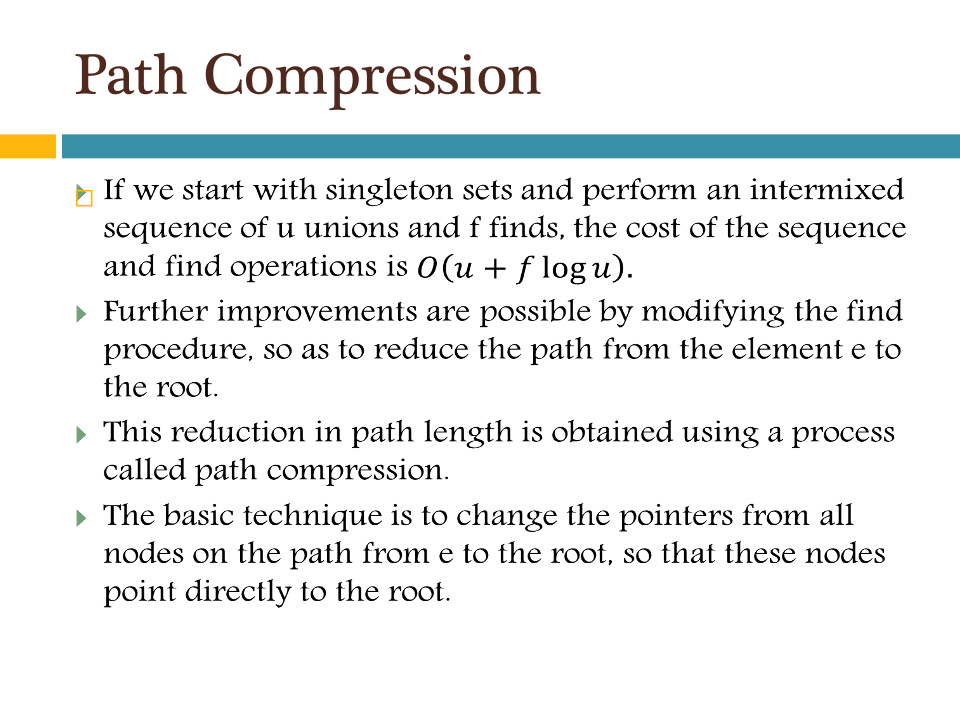 Path Compression
If we start with singleton sets and perform an intermixed
sequence of u unions and f finds, the cost of the sequence
and find operations is O(u + f log u).
Further improvements are possible by modifying the find
procedure, so as to reduce the path from the element e to
the root.
This reduction in path length is obtained using a process
called path compression.
The basic technique is to change the pointers from all
nodes on the path from e to the root, so that these nodes
point directly to the root.